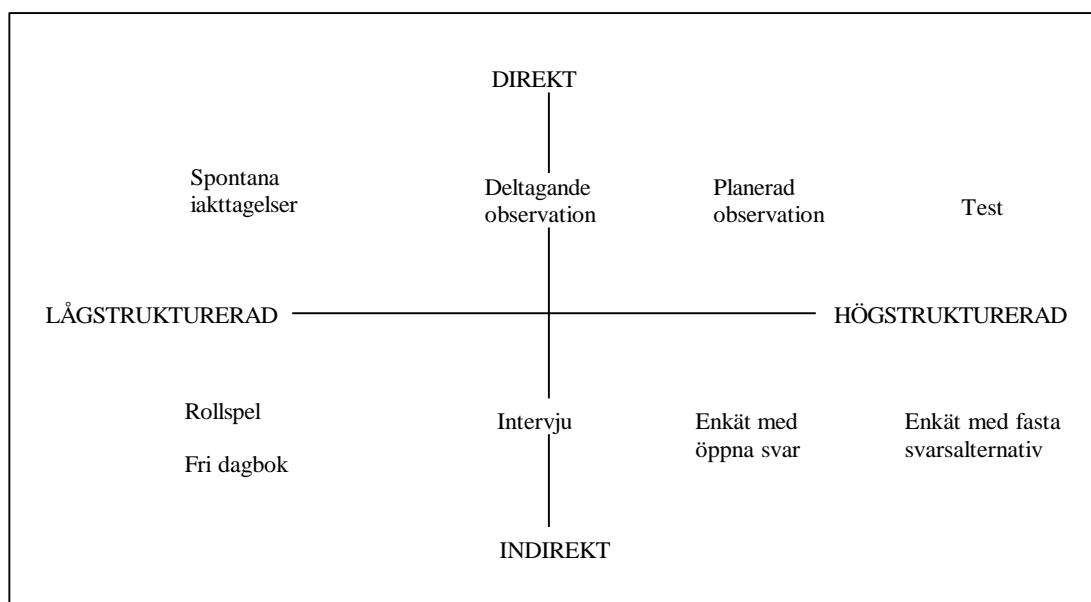 DIREKT
Spontana
iakttagelser
Deltagande
observation
Planerad
observation
Test
LÅGSTRUKTURERAD
HÖGSTRUKTURERAD
Rollspel
Fri dagbok
Intervju
Enkät med
öppna svar
Enkät med fasta
svarsalternativ
INDIREKT